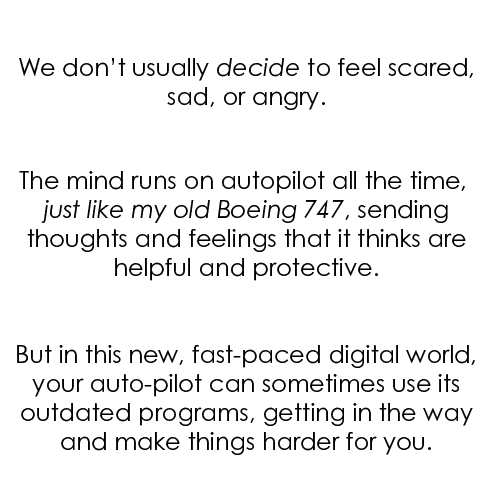 We don’t usually decide to feel scared,
sad, or angry.
The mind runs on autopilot all the time,
just like my old Boeing 747, sending
thoughts and feelings that it thinks are
helpful and protective.
But in this new, fast-paced digital world,
your auto-pilot can sometimes use its
outdated programs, getting in the way
and make things harder for you.